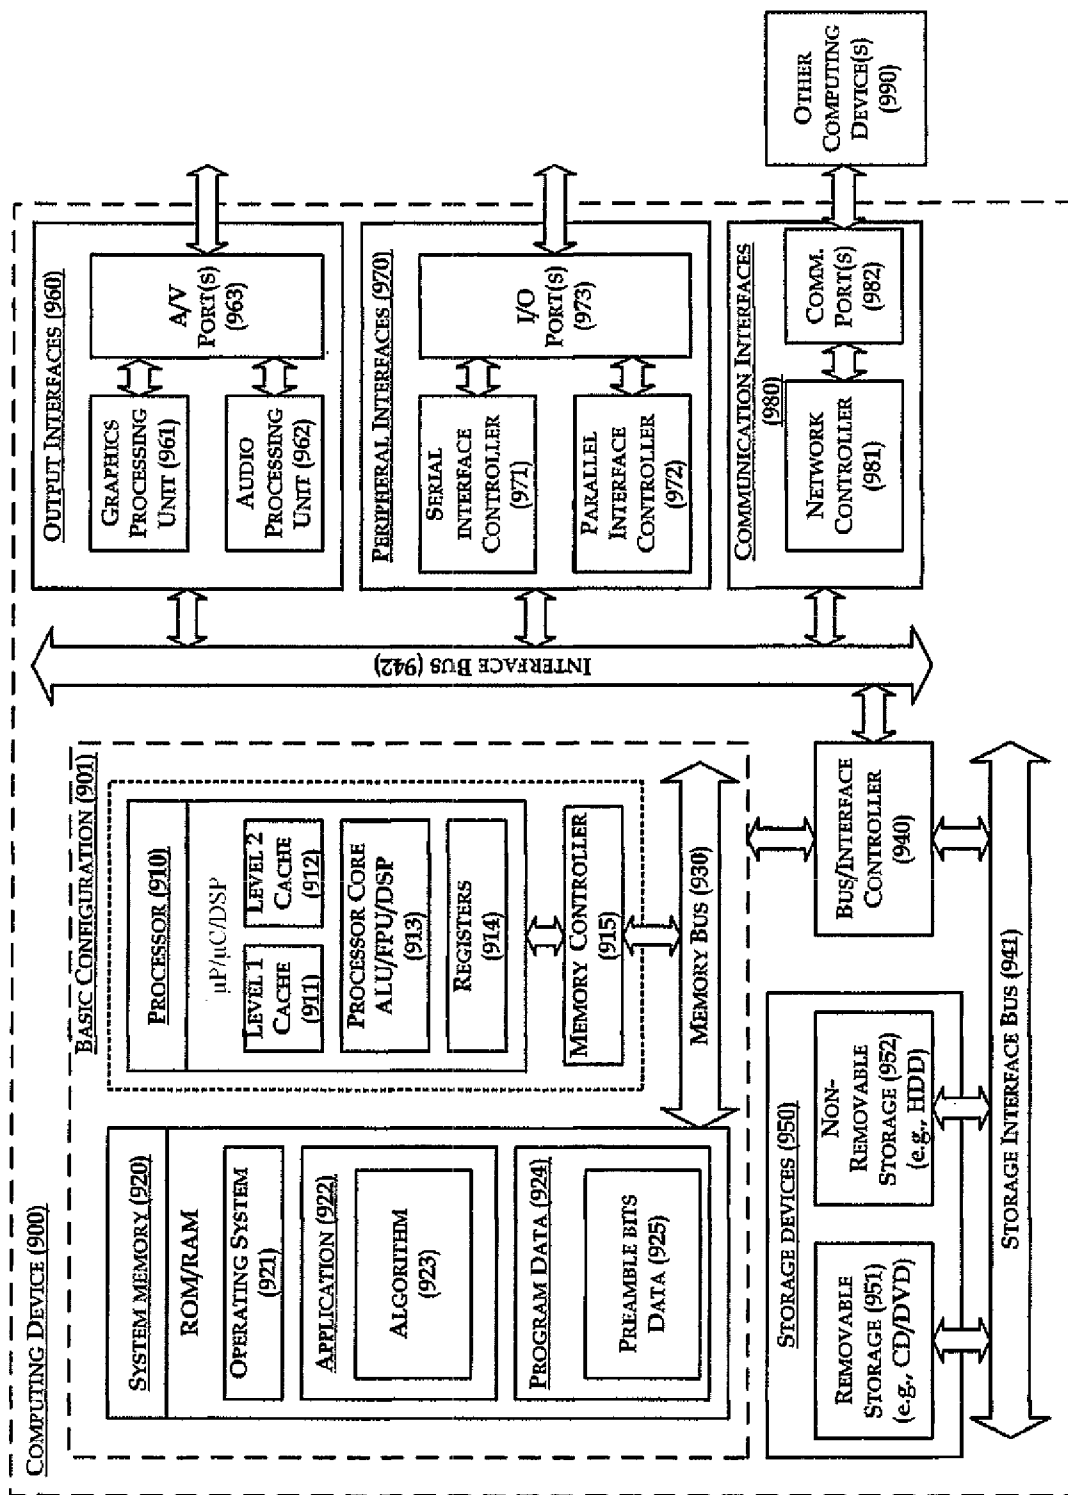 COMPUTING DEVICE (900)
BASIC CONFIGURATION (901)
SYSTEM MEMORY (920)
ROM/RAM
OPERATING SYSTEM
(921)
APPLICATION (922)
ALGORITHM
(923)
PROGRAM DATA (924)
PREAMBLE BITS
DATA (925)
PROCESSOR (910)
µP/µC/DSP
LEVEL 1
CACHE
(911)
LEVEL 2
CACHE
(912)
PROCESSOR CORE
ALU/FPU/DSP
(913)
REGISTERS
(914)
MEMORY CONTROLLER
(915)
MEMORY BUS (930)
STORAGE DEVICES (950)
REMOVABLE
STORAGE (951)
(e.g., CD/DVD)
NON-
REMOVABLE
STORAGE (952)
(e.g., HDD)
BUS/INTERFACE
CONTROLLER
(940)
STORAGE INTERFACE BUS (941)
INTERFACE BUS (942)
OUTPUT INTERFACES (960)
GRAPHICS
PROCESSING
UNIT (961)
AUDIO
PROCESSING
UNIT (962)
A/V
PORT(S)
(963)
PERIPHERAL INTERFACES (970)
SERIAL
INTERFACE
CONTROLLER
(971)
PARALLEL
INTERFACE
CONTROLLER
(972)
I/O
PORT(S)
(973)
COMMUNICATION INTERFACES
(980)
NETWORK
CONTROLLER
(981)
COMM.
PORT(S)
(982)
OTHER
COMPUTING
DEVICE(S)
(990)